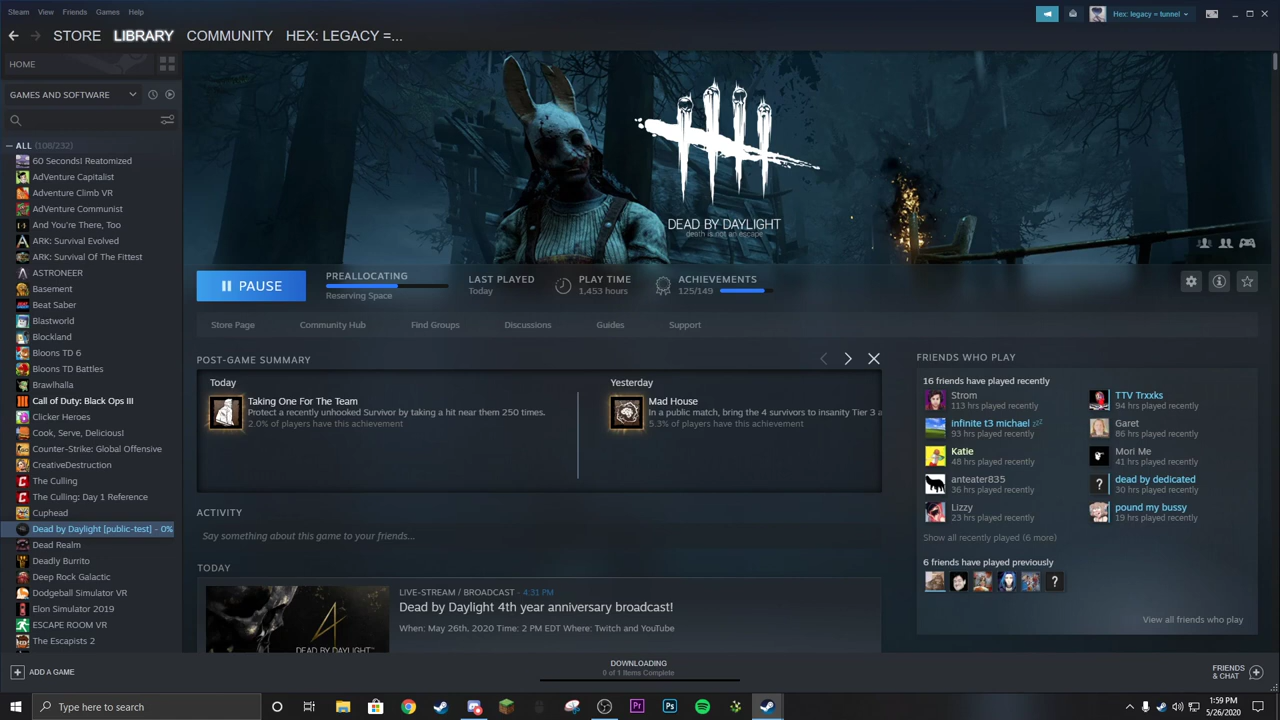 Steam View Friends Games Help
Hex: legacy = tunnel
STORE LIBRARY COMMUNITY HEX: LEGACY =...
HOME
GAMES AND SOFTWARE
ALL (108/232)
60 Seconds! Reatomized
AdVenture Capitalist
Adventure Climb VR
AdVenture Communist
And You're There, Too
ARK: Survival Evolved
ARK: Survival Of The Fittest
ASTRONEER
Basement
Beat Saber
Blastworld
Blockland
Bloons TD 6
Bloons TD Battles
Brawlhalla
Call of Duty: Black Ops III
Clicker Heroes
Cook, Serve, Delicious!
Counter-Strike: Global Offensive
CreativeDestruction
The Culling
The Culling: Day 1 Reference
Cuphead
Dead by Daylight [public-test] - 0%
Dead Realm
Deadly Burrito
Deep Rock Galactic
Dodgeball Simulator VR
Elon Simulator 2019
ESCAPE ROOM VR
The Escapists 2
DEAD BY DAYLIGHT
death is not an escape
PAUSE
PREALLOCATING
Reserving Space
LAST PLAYED
Today
PLAY TIME
1,453 hours
ACHIEVEMENTS
125/149
Store Page Community Hub Find Groups Discussions Guides Support
POST-GAME SUMMARY
Today
Taking One For The Team
Protect a recently unhooked Survivor by taking a hit near them 250 times.
2.0% of players have this achievement
Yesterday
Mad House
In a public match, bring the 4 survivors to insanity Tier 3 a
5.3% of players have this achievement
ACTIVITY
Say something about this game to your friends...
TODAY
LIVE-STREAM / BROADCAST - 4:31 PM
Dead by Daylight 4th year anniversary broadcast!
When: May 26th, 2020 Time: 2 PM EDT Where: Twitch and YouTube
4
DEAD BY DAYLIGHT
FRIENDS WHO PLAY
16 friends have played recently
Strom
113 hrs played recently
TTV Trxxks
94 hrs played recently
infinite t3 michael zzz
93 hrs played recently
Garet
86 hrs played recently
Katie
48 hrs played recently
Mori Me
41 hrs played recently
anteater835
36 hrs played recently
dead by dedicated
30 hrs played recently
Lizzy
23 hrs played recently
pound my bussy
19 hrs played recently
Show all recently played (6 more)
6 friends have played previously
View all friends who play
ADD A GAME
DOWNLOADING
0 of 1 Items Complete
FRIENDS
& CHAT
Type here to search
Pr
Ps
1:59 PM
5/26/2020